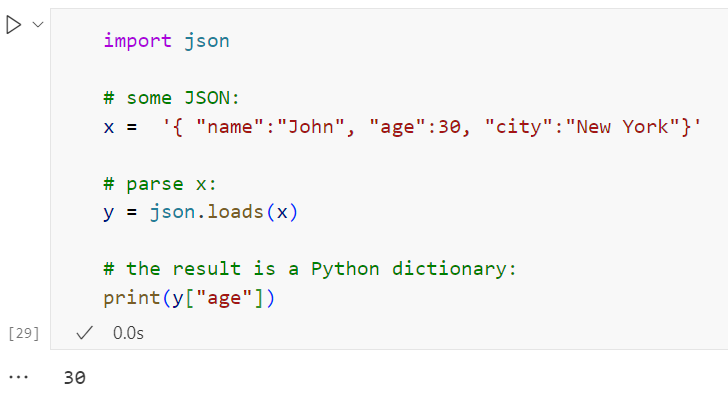 import json
# some JSON:
x =  '{ "name":"John", "age":30, "city":"New York"}'
# parse x:
y = json.loads(x)
# the result is a Python dictionary:
print(y["age"])
[29]
0.0s
... 30